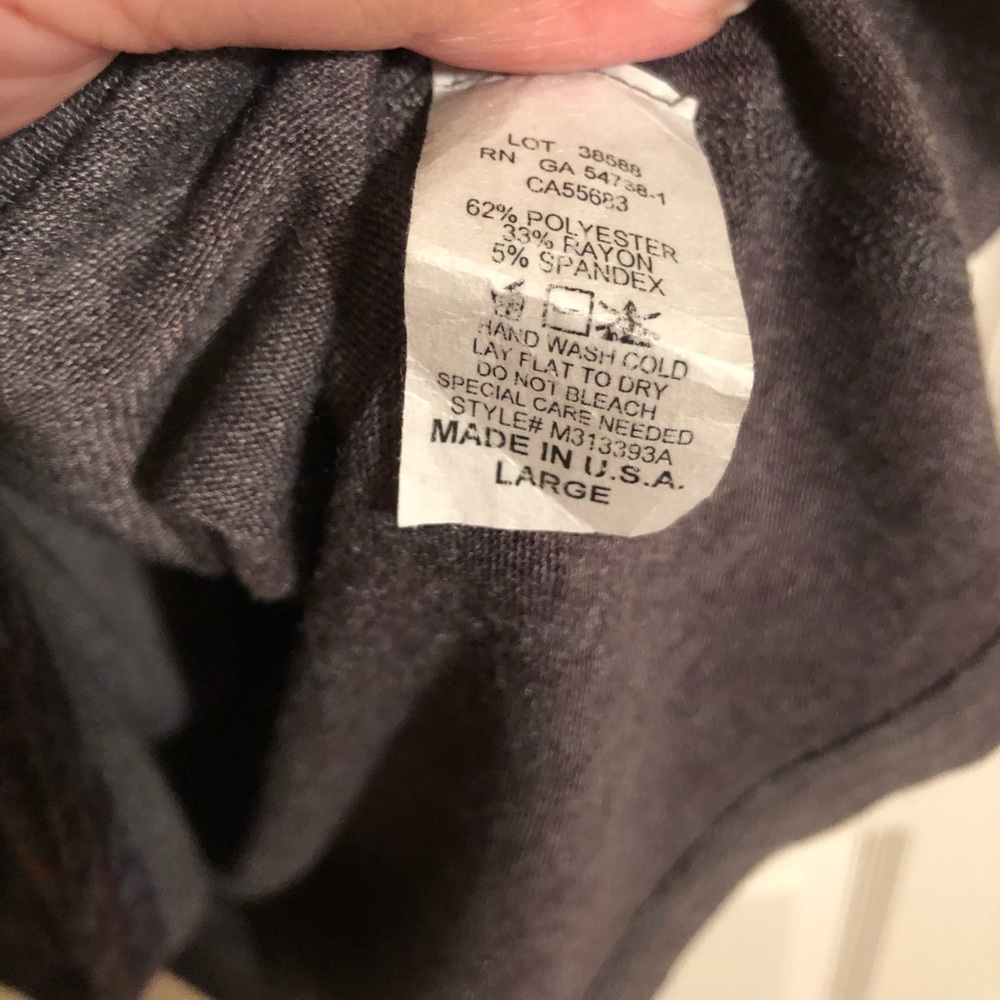 LOT 38588
RN GA 54738-1
CA55683
62% POLYESTER
33% RAYON
5% SPANDEX
HAND WASH COLD
LAY FLAT TO DRY
DO NOT BLEACH
SPECIAL CARE NEEDED
STYLE# M313393A
MADE IN U.S.A.
LARGE